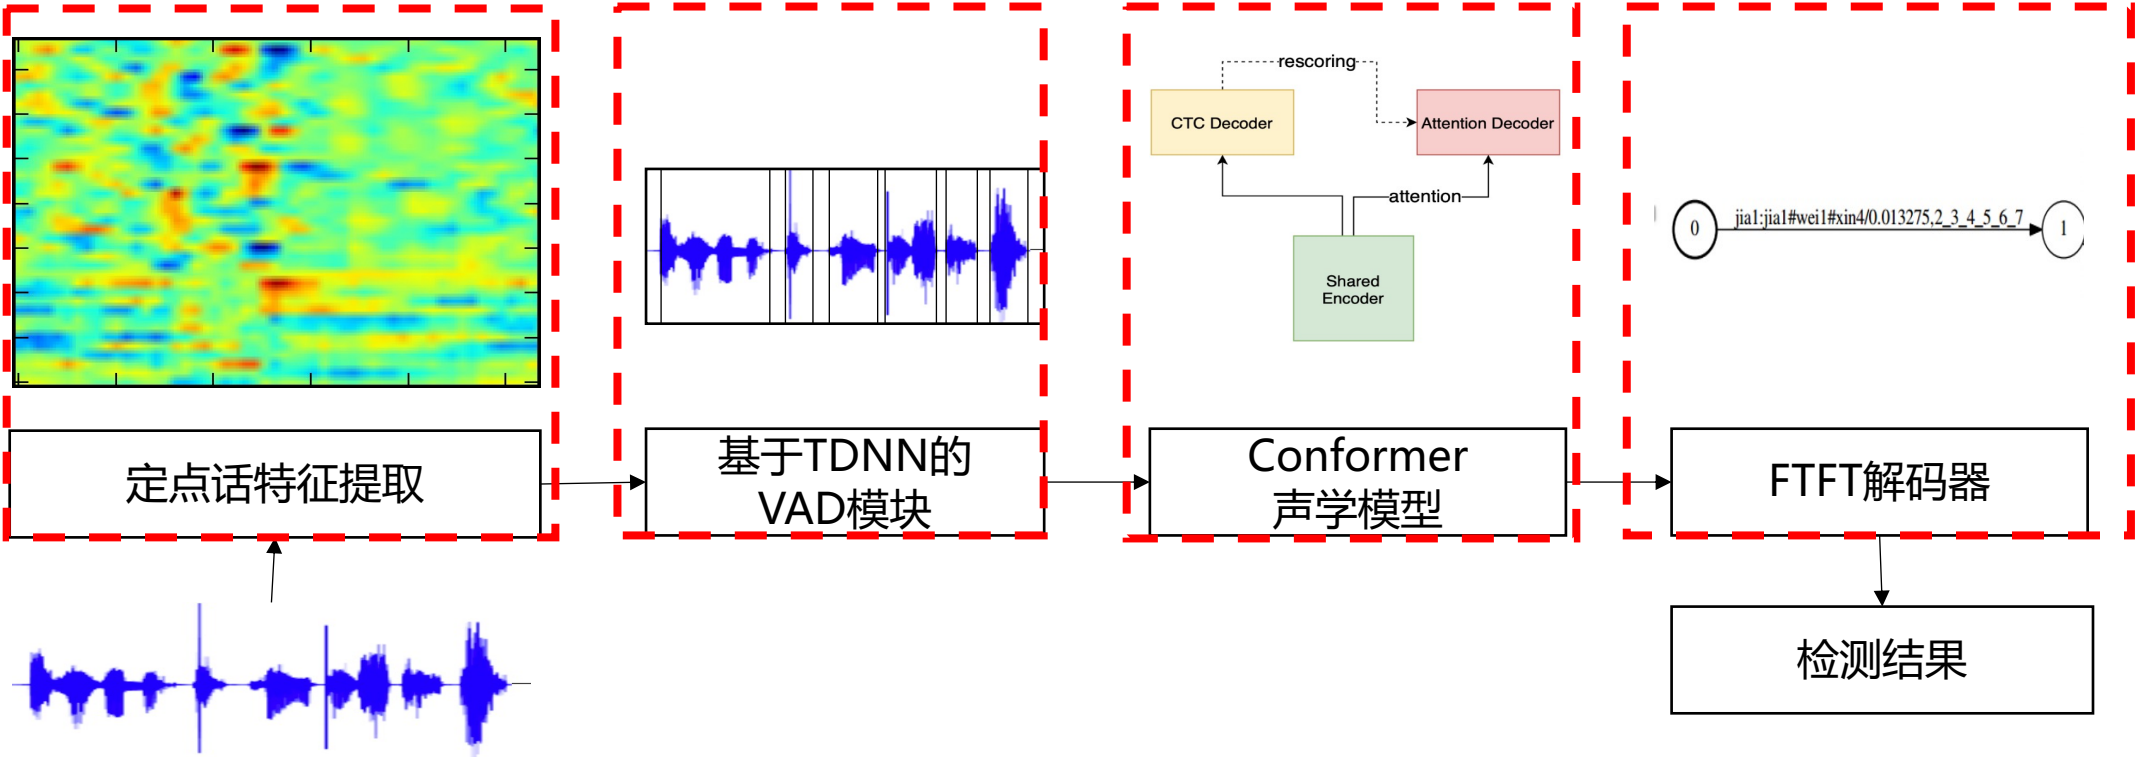 rescoring
CTC Decoder
Attention Decoder
attention
Shared
Encoder
0
jia1:jia1#wei1#xin4/0.013275,2_3_4_5_6_7
1
定点话特征提取
基于TDNN的
VAD模块
Conformer
声学模型
FTFT解码器
检测结果